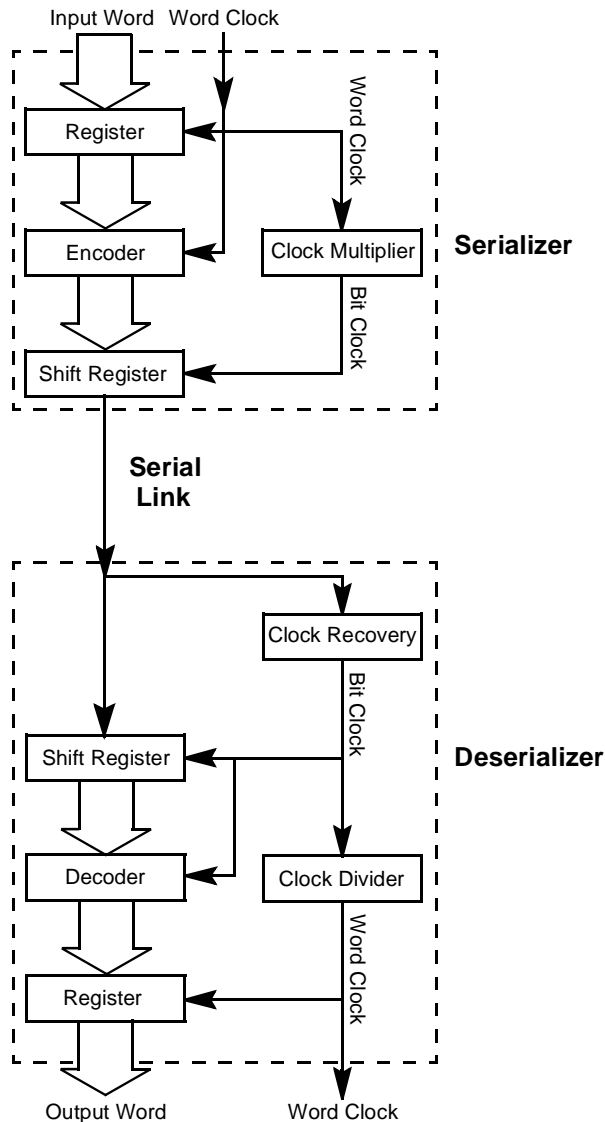 Input Word
Word Clock
Register
Word Clock
Encoder
Clock Multiplier
Serializer
Bit Clock
Shift Register
Serial
Link
Clock Recovery
Bit Clock
Shift Register
Deserializer
Decoder
Clock Divider
Word Clock
Register
Output Word
Word Clock